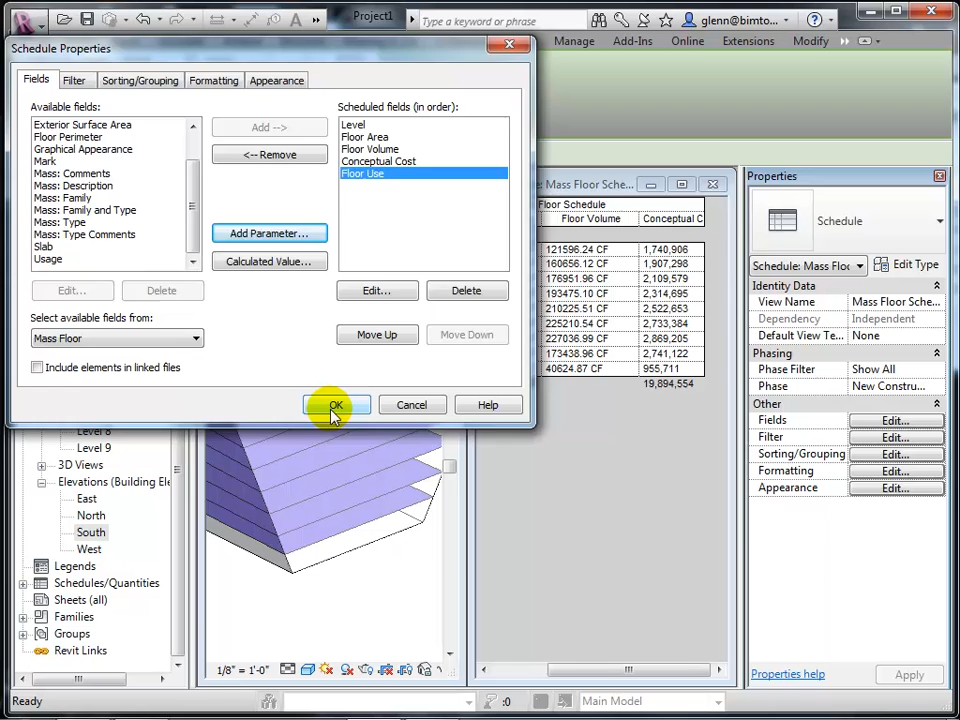 Project1
Type a keyword or phrase
glenn@bimto...
Manage
Add-Ins
Online
Extensions
Modify
Schedule Properties
Fields
Filter
Sorting/Grouping
Formatting
Appearance
Available fields:
Exterior Surface Area
Floor Perimeter
Graphical Appearance
Mark
Mass: Comments
Mass: Description
Mass: Family
Mass: Family and Type
Mass: Type
Mass: Type Comments
Slab
Usage
Add -->
<-- Remove
Add Parameter...
Calculated Value...
Scheduled fields (in order):
Level
Floor Area
Floor Volume
Conceptual Cost
Floor Use
Edit...
Delete
Edit...
Delete
Select available fields from:
Mass Floor
Move Up
Move Down
Include elements in linked files
OK
Cancel
Help
: Mass Floor Sche...
Floor Schedule
Floor Volume
Conceptual C
121596.24 CF
1,740,906
160656.12 CF
1,907,298
176951.96 CF
2,109,579
193475.10 CF
2,314,695
210225.51 CF
2,522,653
225210.54 CF
2,733,384
227036.99 CF
2,869,205
173438.96 CF
2,741,122
40624.87 CF
955,711
19,894,554
Properties
Schedule
Schedule: Mass Floo
Edit Type
Identity Data
View Name
Mass Floor Sche...
Dependency
Independent
Default View Te...
None
Phasing
Phase Filter
Show All
Phase
New Constru...
Other
Fields
Edit...
Filter
Edit...
Sorting/Grouping
Edit...
Formatting
Edit...
Appearance
Edit...
Properties help
Apply
Level 8
Level 9
3D Views
Elevations (Building Ele
East
North
South
West
Legends
Schedules/Quantities
Sheets (all)
Families
Groups
Revit Links
1/8" = 1'-0"
Ready
:0
Main Model